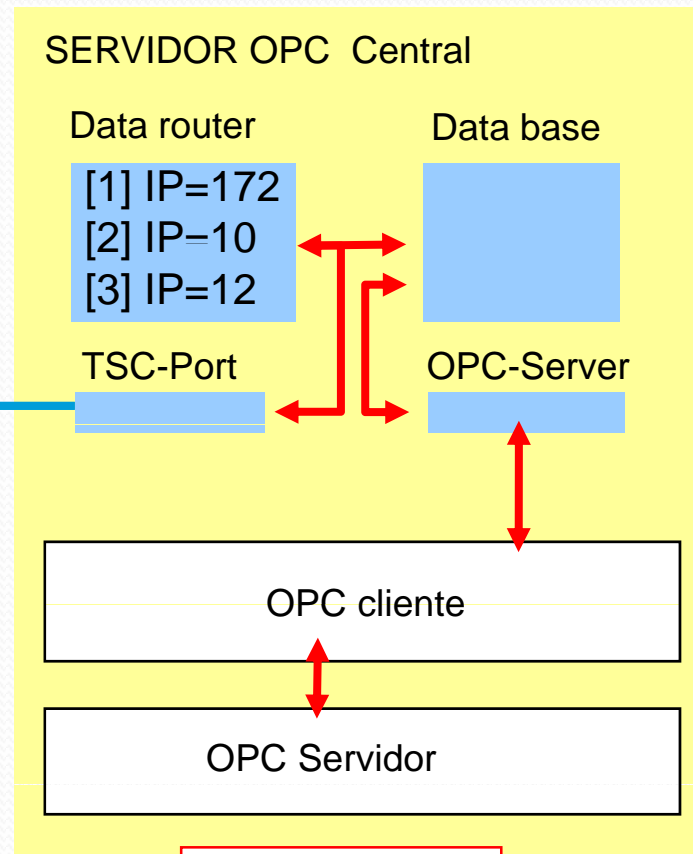 SERVIDOR OPC Central
Data router
Data base
[1] IP=172
[2] IP=10
[3] IP=12
TSC-Port
OPC-Server
OPC cliente
OPC Servidor